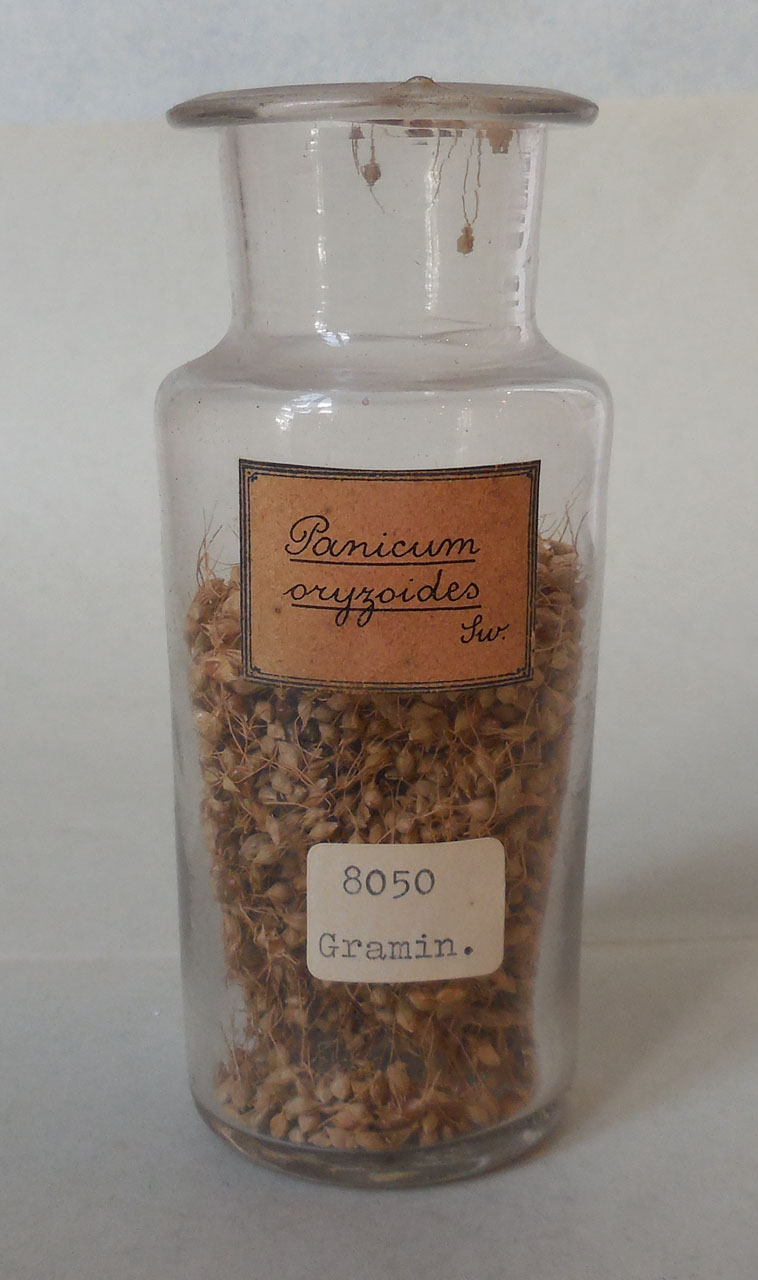 Panicum
oryzoides
Sw.
8050
Gramin.